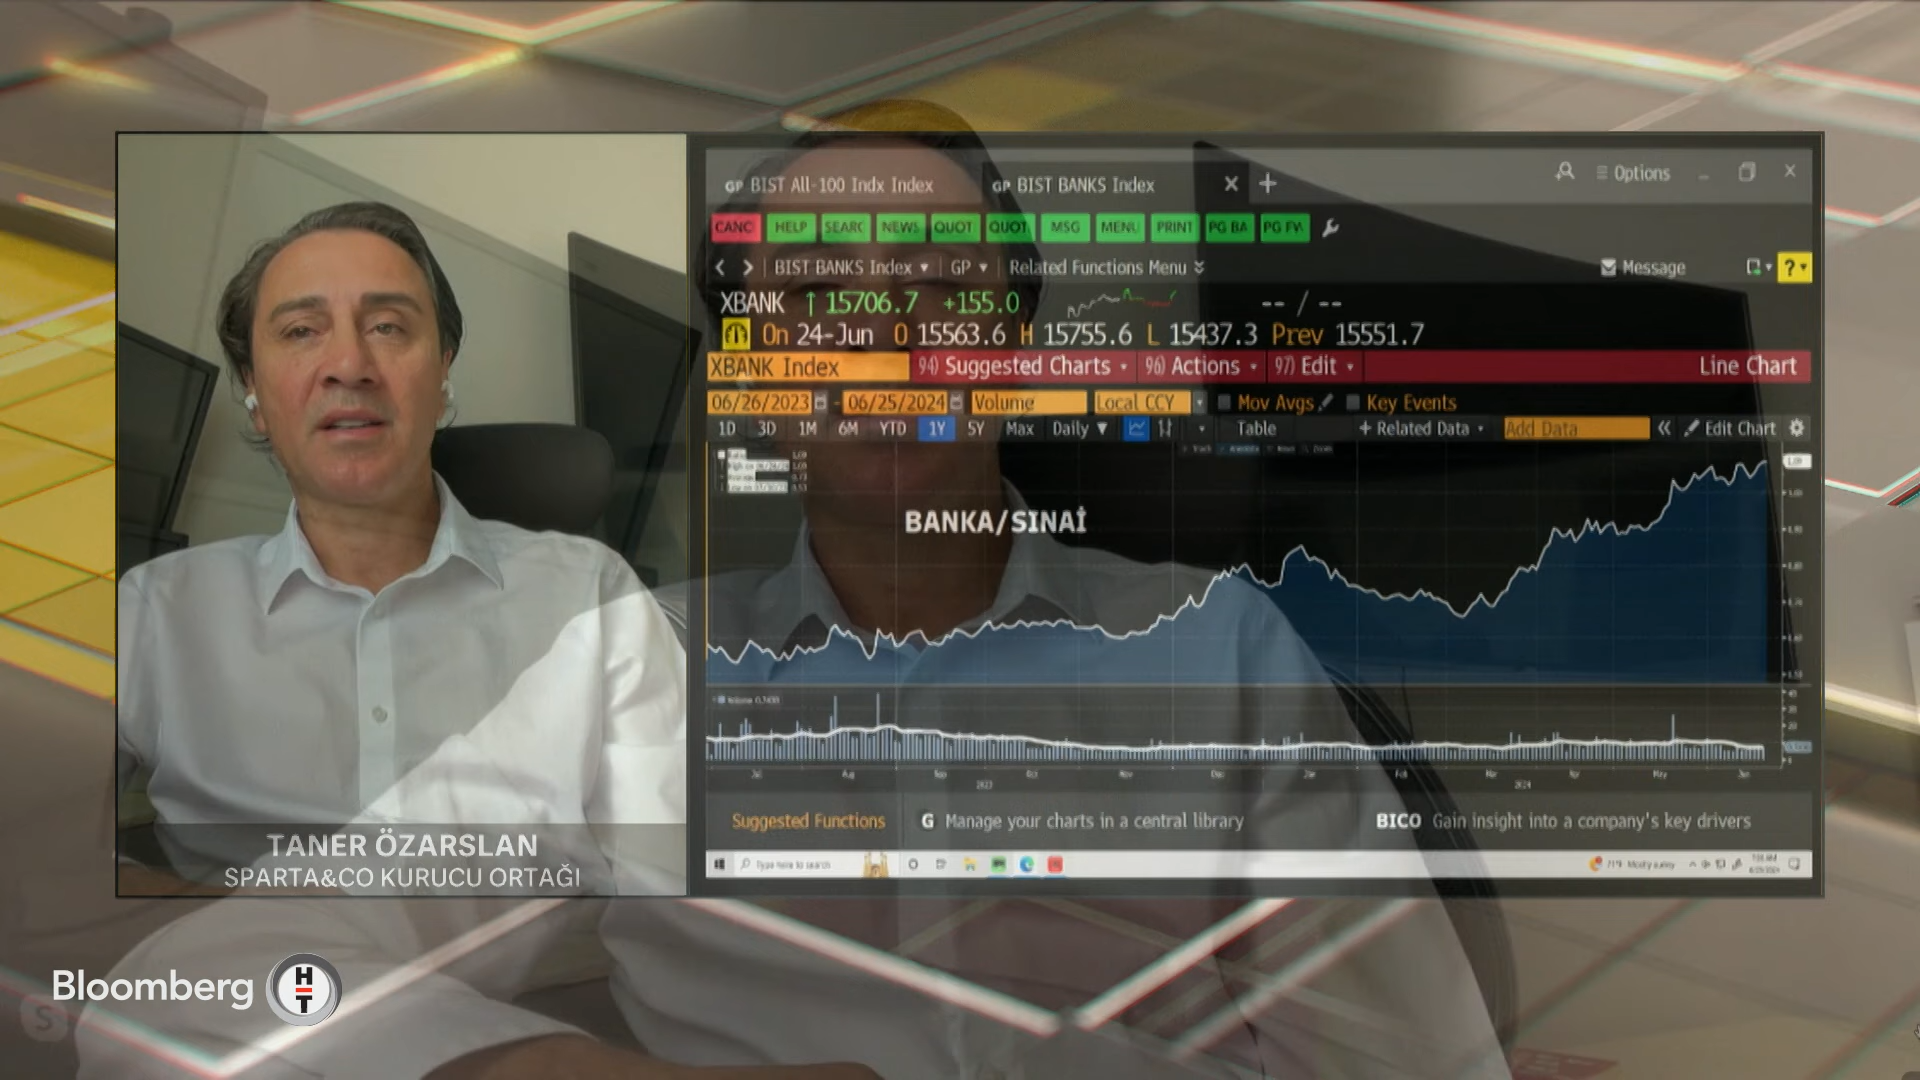 GP BIST All-100 Indx Index
GP BIST BANKS Index
Options
CANC HELP SEARC NEWS QUOT QUOT MSG MENU PRINT PG BA PG FV
BIST BANKS Index GP Related Functions Menu
Message
?
XBANK ↑ 15706.7 +155.0 -- / --
On 24-Jun O 15563.6 H 15755.6 L 15437.3 Prev 15551.7
XBANK Index 94) Suggested Charts 96) Actions 97) Edit Line Chart
06/26/2023 - 06/25/2024 Volume Local CCY Mov Avgs Key Events
1D 3D 1M 6M YTD 1Y 5Y Max Daily ▼ Table + Related Data Add Data « Edit Chart
BANKA/SINAİ
2023
2024
Suggested Functions G Manage your charts in a central library BICO Gain insight into a company's key drivers
Type here to search
TANER ÖZARSLAN
SPARTA&CO KURUCU ORTAĞI
Bloomberg HT
S